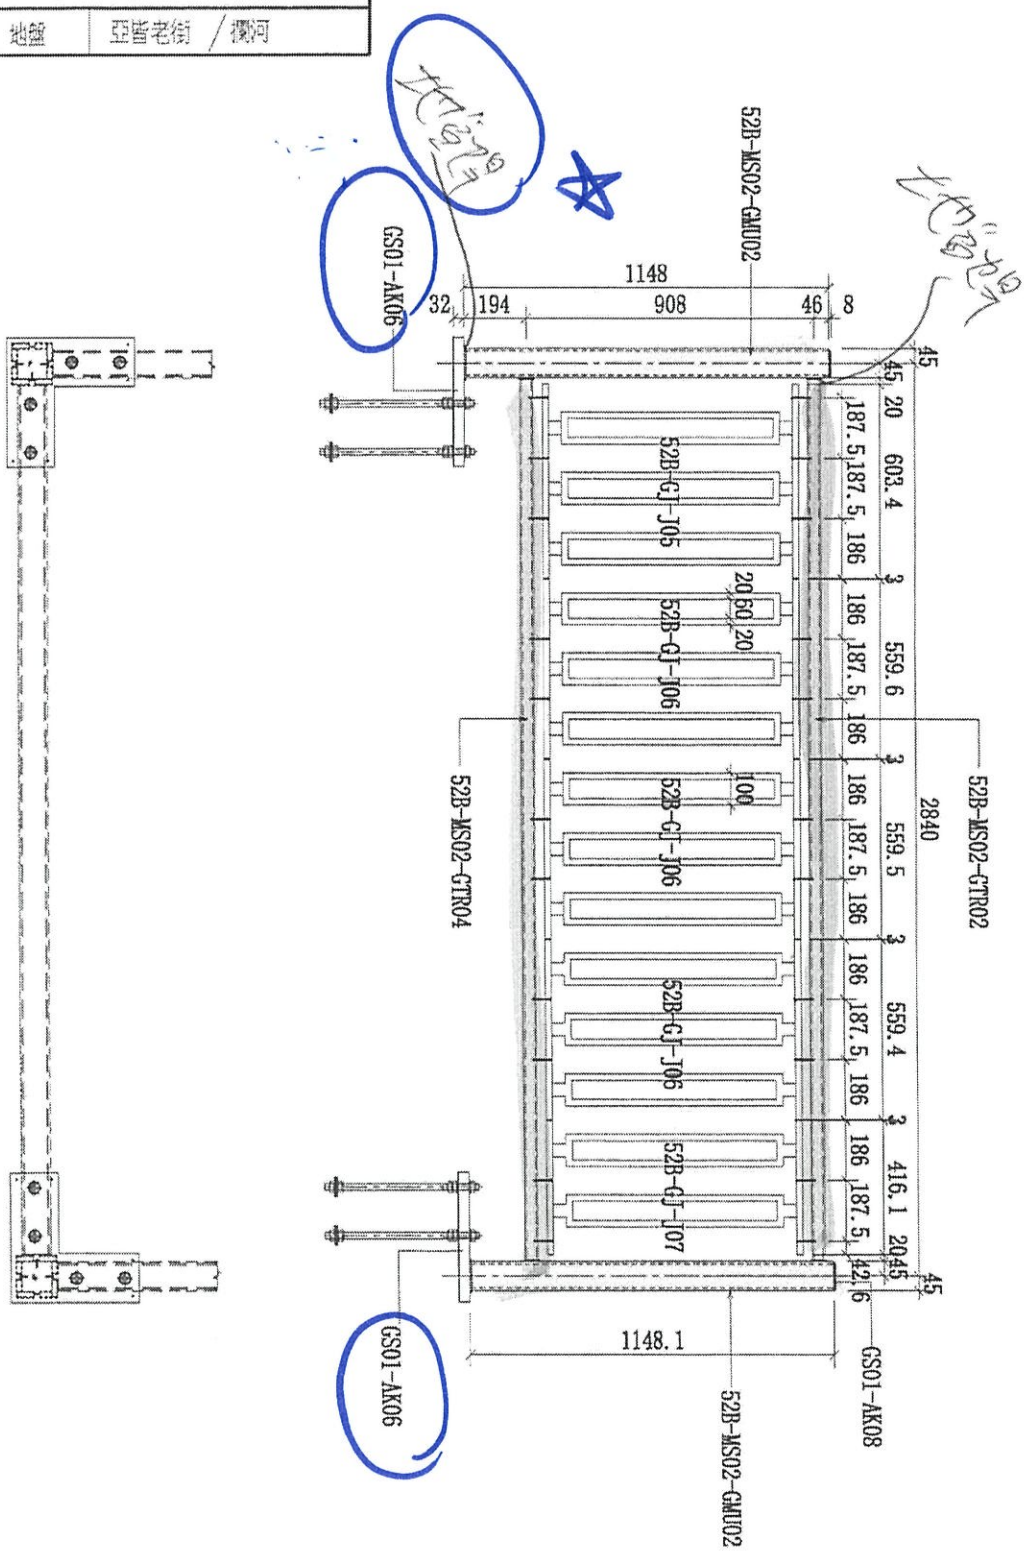 地盤 亞皆老街 / 欄河
52B-MS02-GMU02
GS01-AK06
1148
32 194 908 46 8
45
45 20 603.4 3 559.6 3 559.5 3 559.4 3 416.1 20 45
45
187.5 187.5 186 186 187.5 186 186 187.5 186 186 187.5 186 186 187.5 42.6
2840
52B-MS02-GTR02
52B-GJ-J05
20 60 20
52B-GJ-J06
100
52B-GJ-J06
52B-GJ-J06
52B-GJ-J07
52B-MS02-GTR04
GS01-AK08
1148.1
52B-MS02-GMU02
GS01-AK06